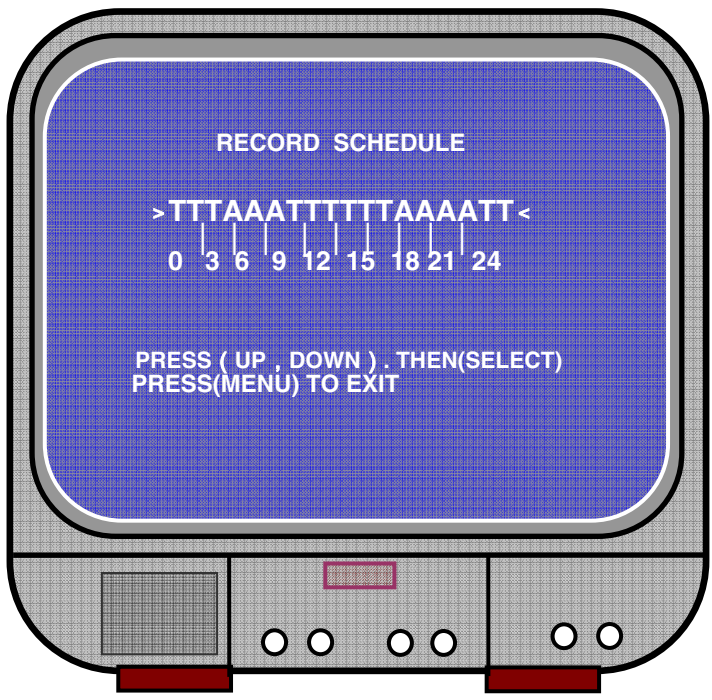 RECORD SCHEDULE
>TTTAAATTTTTTAAAATT<
0 3 6 9 12 15 18 21 24
PRESS ( UP , DOWN ) . THEN(SELECT)
PRESS(MENU) TO EXIT